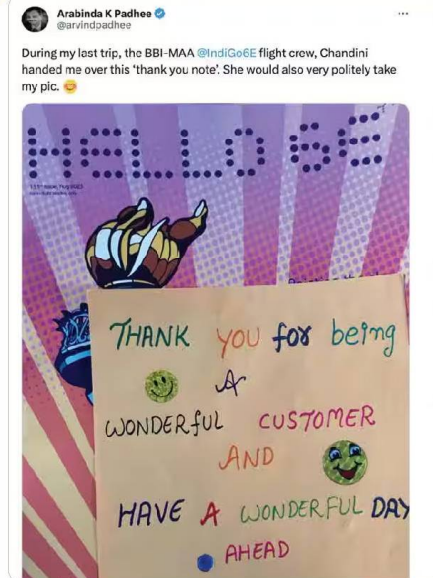 Arabinda K Padhee
@arvindpadhee
During my last trip, the BBI-MAA @IndiGo6E flight crew, Chandini
handed me over this ‘thank you note’. She would also very politely take
my pic.
HELLO 6E
THANK YOU for being
A
WONDERFUL CUSTOMER
AND
HAVE A WONDERFUL DAY
AHEAD